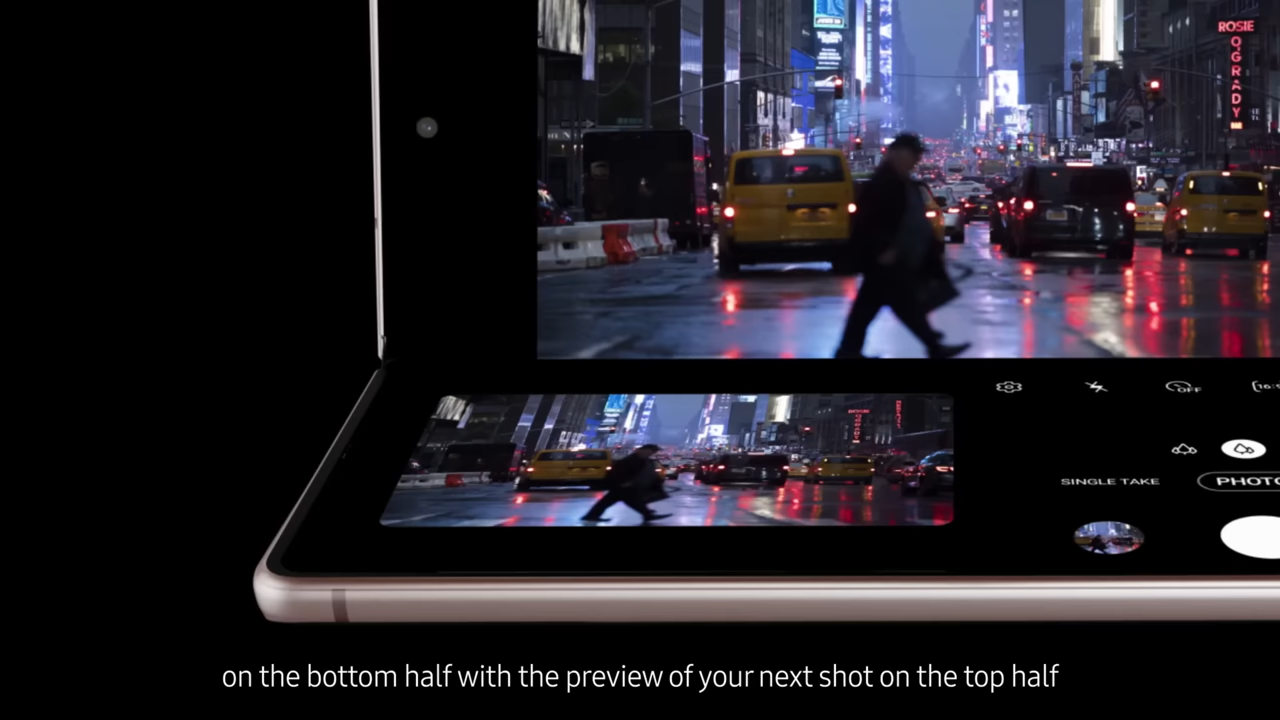 ROSIE
O'GRADY
OFF
SINGLE TAKE
on the bottom half with the preview of your next shot on the top half